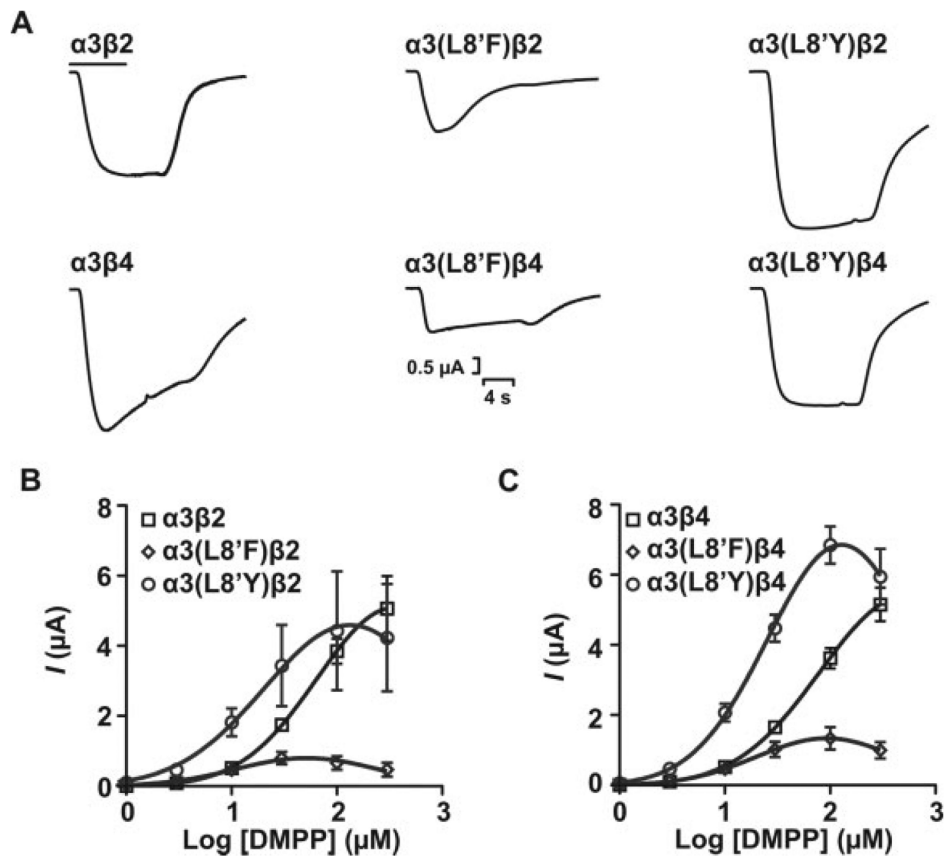 A
α3β2
α3(L8'F)β2
α3(L8'Y)β2
α3β4
α3(L8'F)β4
α3(L8'Y)β4
0.5 μA
4 s
B
8
6
4
2
0
I (μA)
α3β2
α3(L8'F)β2
α3(L8'Y)β2
0 1 2 3
Log [DMPP] (μM)
C
8
6
4
2
0
I (μA)
α3β4
α3(L8'F)β4
α3(L8'Y)β4
0 1 2 3
Log [DMPP] (μM)